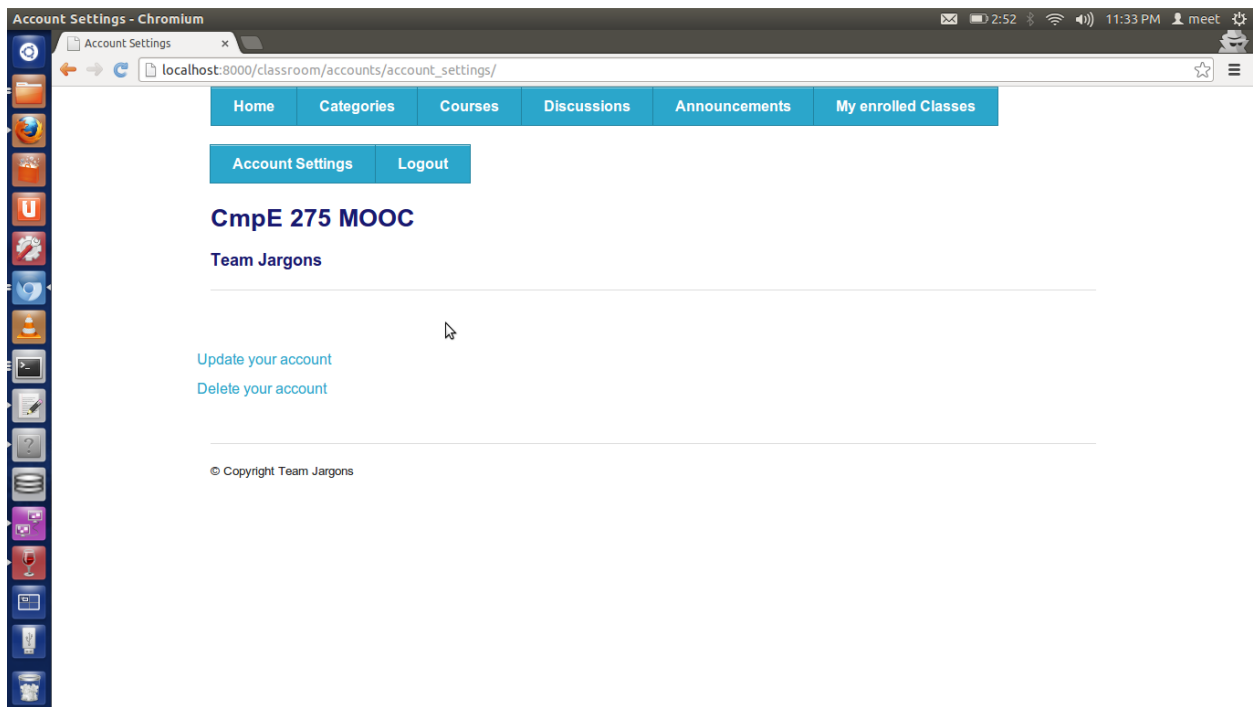 Account Settings - Chromium 2:52 11:33 PM meet
Account Settings ×
localhost:8000/classroom/accounts/account_settings/
Home Categories Courses Discussions Announcements My enrolled Classes
Account Settings Logout
CmpE 275 MOOC
Team Jargons
Update your account
Delete your account
© Copyright Team Jargons